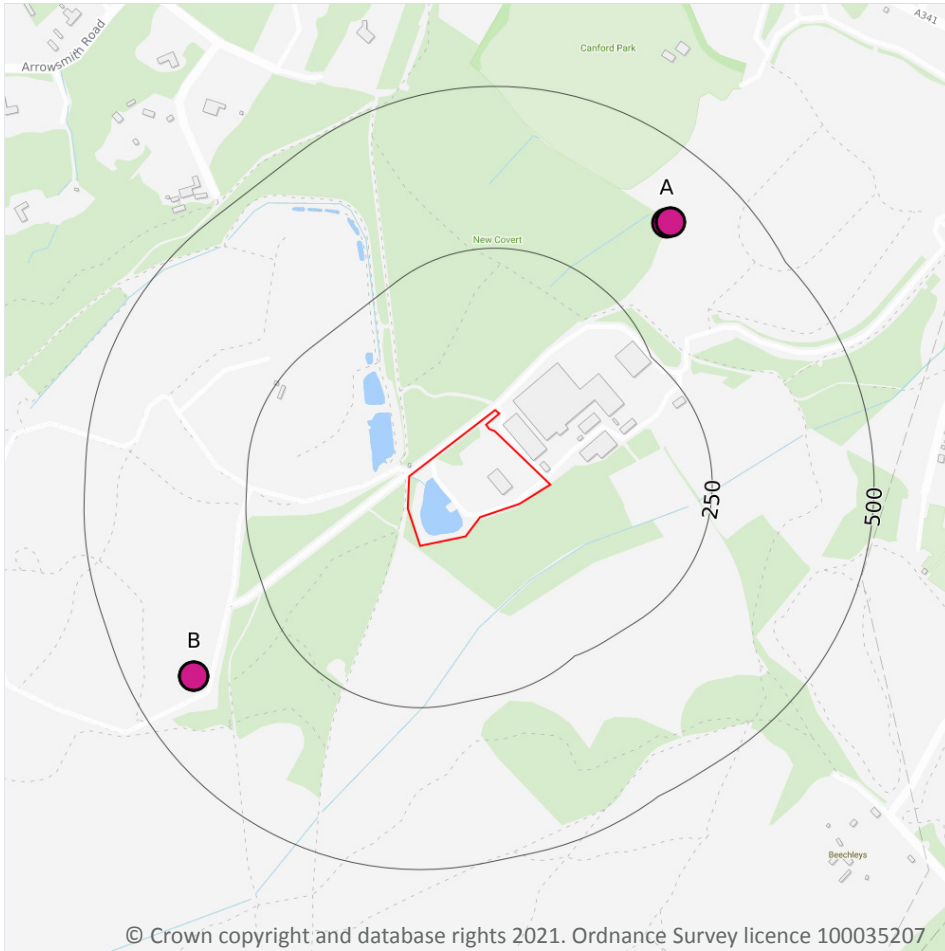 A341
Arrowsmith Road
Canford Park
A
New Covert
250
500
B
Beechleys
© Crown copyright and database rights 2021. Ordnance Survey licence 100035207